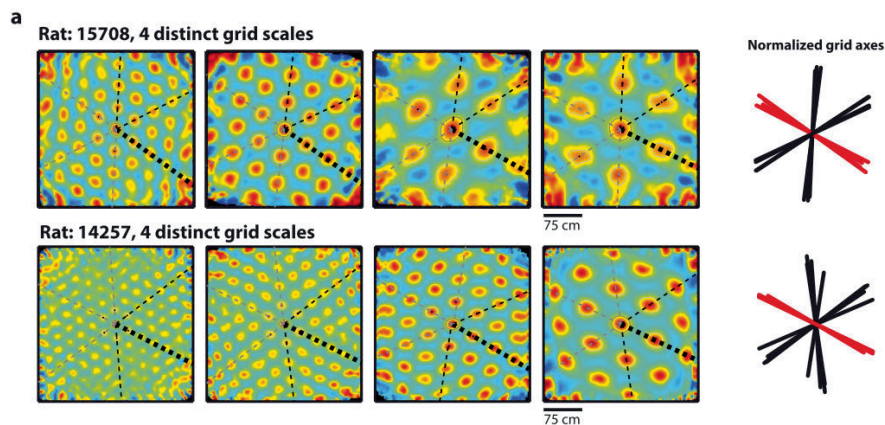 a
Rat: 15708, 4 distinct grid scales
Normalized grid axes
75 cm
Rat: 14257, 4 distinct grid scales
75 cm